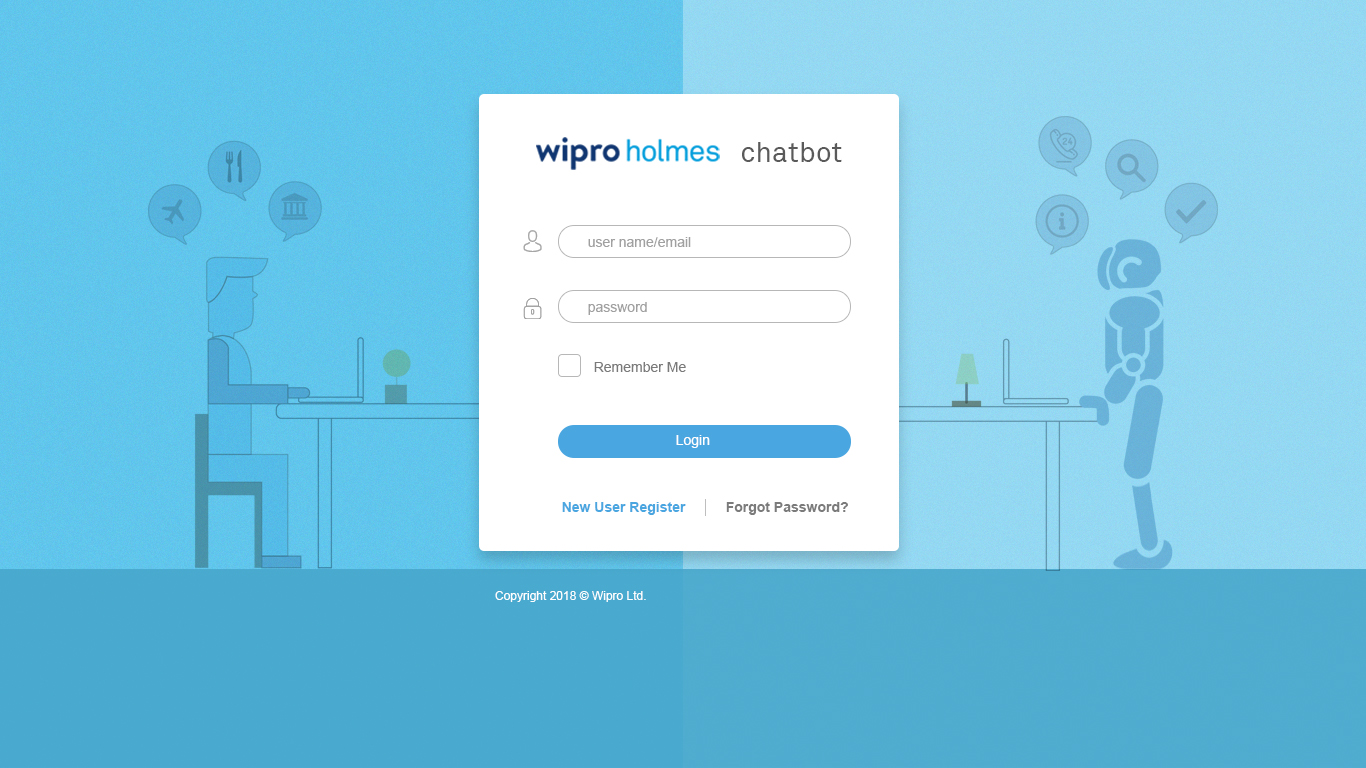 wipro holmes chatbot
24
user name/email
password
Remember Me
Login
New User Register
Forgot Password?
Copyright 2018 © Wipro Ltd.